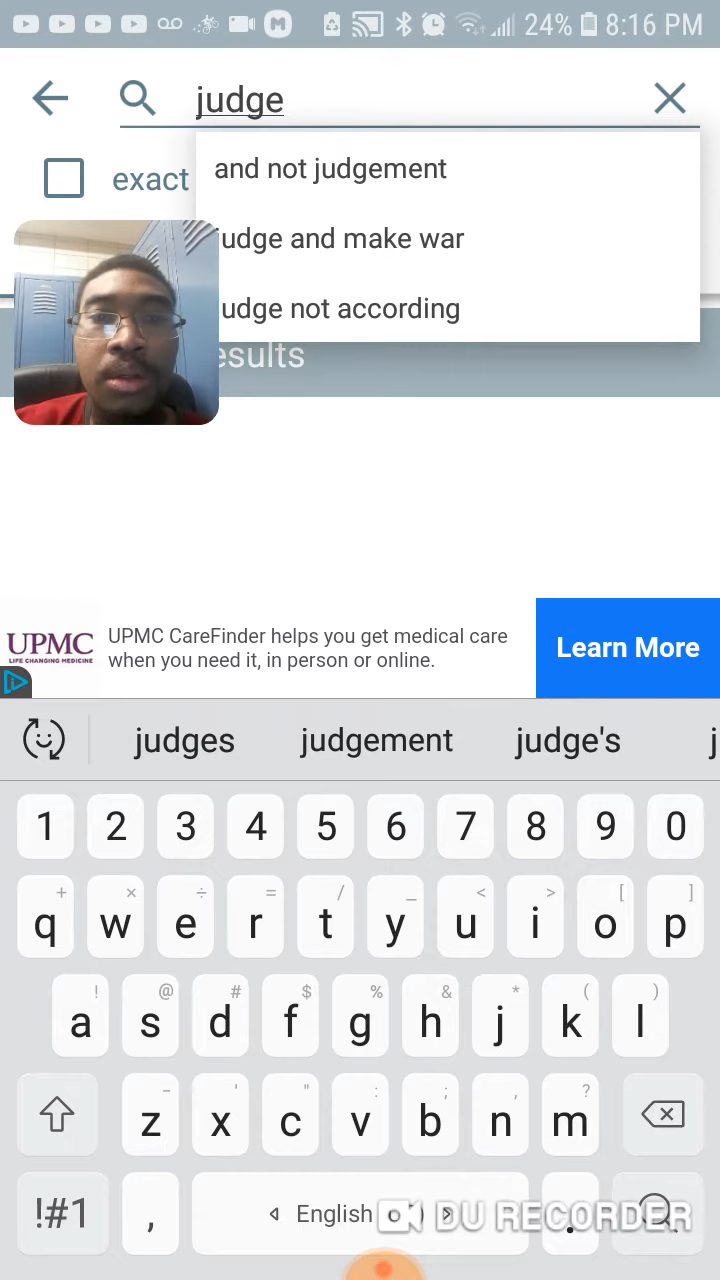 24% 8:16 PM
judge
exact
and not judgement
judge and make war
judge not according
esults
UPMC
LIFE CHANGING MEDICINE
UPMC CareFinder helps you get medical care
when you need it, in person or online.
Learn More
judges judgement judge's j
1 2 3 4 5 6 7 8 9 0
+ × ÷ = / _ < > [ ]
q w e r t y u i o p
! @ # $ % & * ( )
a s d f g h j k l
- ' " : ; , ?
z x c v b n m
!#1 , English .
DU RECORDER